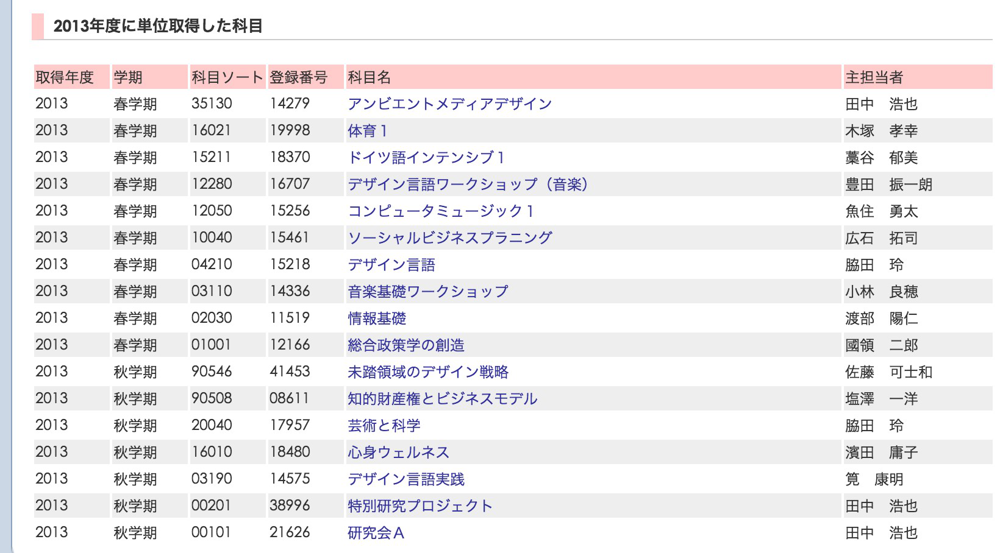 2013年度に単位取得した科目
取得年度 学期 科目ソート 登録番号 科目名 主担当者
2013 春学期 35130 14279 アンビエントメディアデザイン 田中　浩也
2013 春学期 16021 19998 体育１ 木塚　孝幸
2013 春学期 15211 18370 ドイツ語インテンシブ１ 藁谷　郁美
2013 春学期 12280 16707 デザイン言語ワークショップ（音楽） 豊田　振一朗
2013 春学期 12050 15256 コンピュータミュージック１ 魚住　勇太
2013 春学期 10040 15461 ソーシャルビジネスプラニング 広石　拓司
2013 春学期 04210 15218 デザイン言語 脇田　玲
2013 春学期 03110 14336 音楽基礎ワークショップ 小林　良穂
2013 春学期 02030 11519 情報基礎 渡部　陽仁
2013 春学期 01001 12166 総合政策学の創造 國領　二郎
2013 秋学期 90546 41453 未踏領域のデザイン戦略 佐藤　可士和
2013 秋学期 90508 08611 知的財産権とビジネスモデル 塩澤　一洋
2013 秋学期 20040 17957 芸術と科学 脇田　玲
2013 秋学期 16010 18480 心身ウェルネス 濱田　庸子
2013 秋学期 03190 14575 デザイン言語実践 筧　康明
2013 秋学期 00201 38996 特別研究プロジェクト 田中　浩也
2013 秋学期 00101 21626 研究会Ａ 田中　浩也